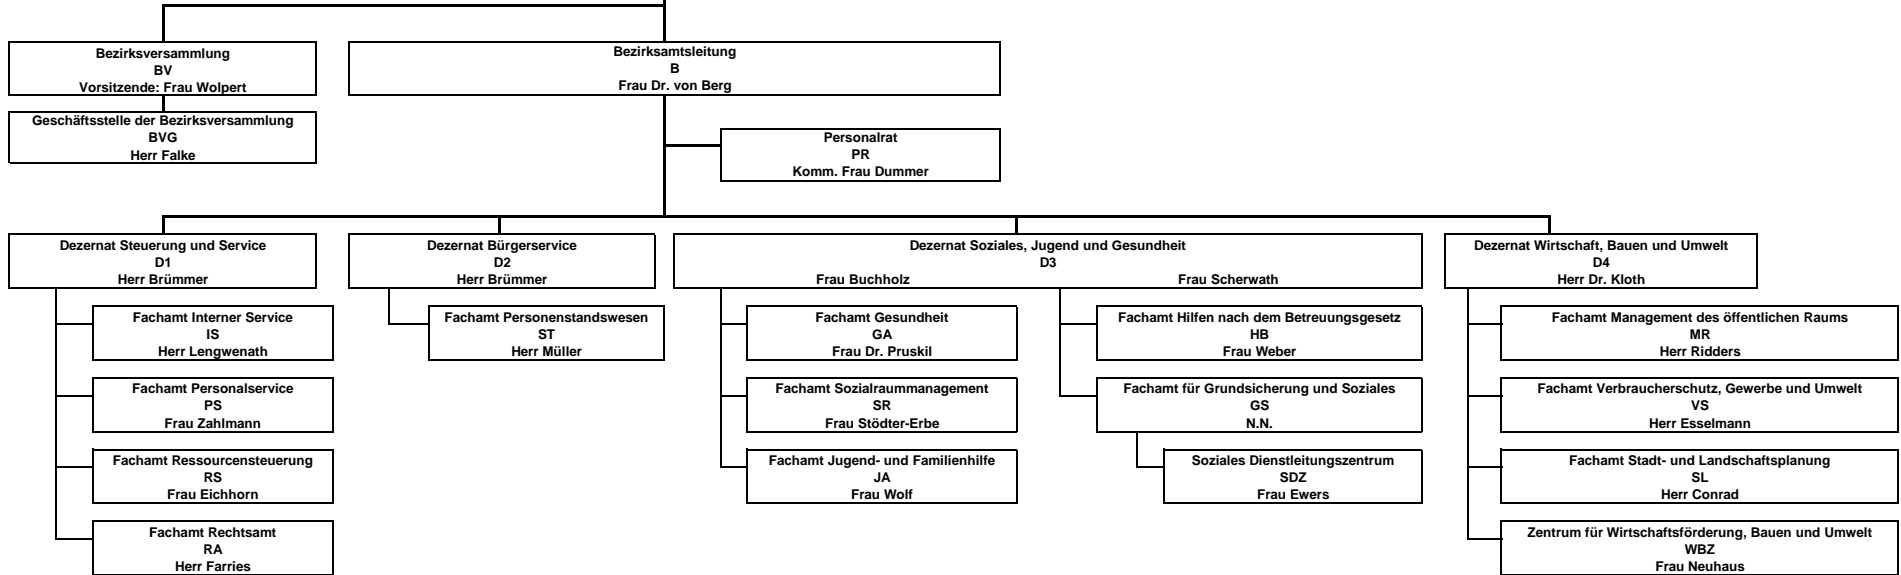 Bezirksversammlung
BV
Vorsitzende: Frau Wolpert
Bezirksamtsleitung
B
Frau Dr. von Berg
Geschäftsstelle der Bezirksversammlung
BVG
Herr Falke
Personalrat
PR
Komm. Frau Dummer
Dezernat Steuerung und Service
D1
Herr Brümmer
Dezernat Bürgerservice
D2
Herr Brümmer
Dezernat Soziales, Jugend und Gesundheit
D3
Frau Buchholz Frau Scherwath
Dezernat Wirtschaft, Bauen und Umwelt
D4
Herr Dr. Kloth
Fachamt Interner Service
IS
Herr Lengwenath
Fachamt Personalservice
PS
Frau Zahlmann
Fachamt Ressourcensteuerung
RS
Frau Eichhorn
Fachamt Rechtsamt
RA
Herr Farries
Fachamt Personenstandswesen
ST
Herr Müller
Fachamt Gesundheit
GA
Frau Dr. Pruskil
Fachamt Sozialraummanagement
SR
Frau Stödter-Erbe
Fachamt Jugend- und Familienhilfe
JA
Frau Wolf
Fachamt Hilfen nach dem Betreuungsgesetz
HB
Frau Weber
Fachamt für Grundsicherung und Soziales
GS
N.N.
Soziales Dienstleitungszentrum
SDZ
Frau Ewers
Fachamt Management des öffentlichen Raums
MR
Herr Ridders
Fachamt Verbraucherschutz, Gewerbe und Umwelt
VS
Herr Esselmann
Fachamt Stadt- und Landschaftsplanung
SL
Herr Conrad
Zentrum für Wirtschaftsförderung, Bauen und Umwelt
WBZ
Frau Neuhaus